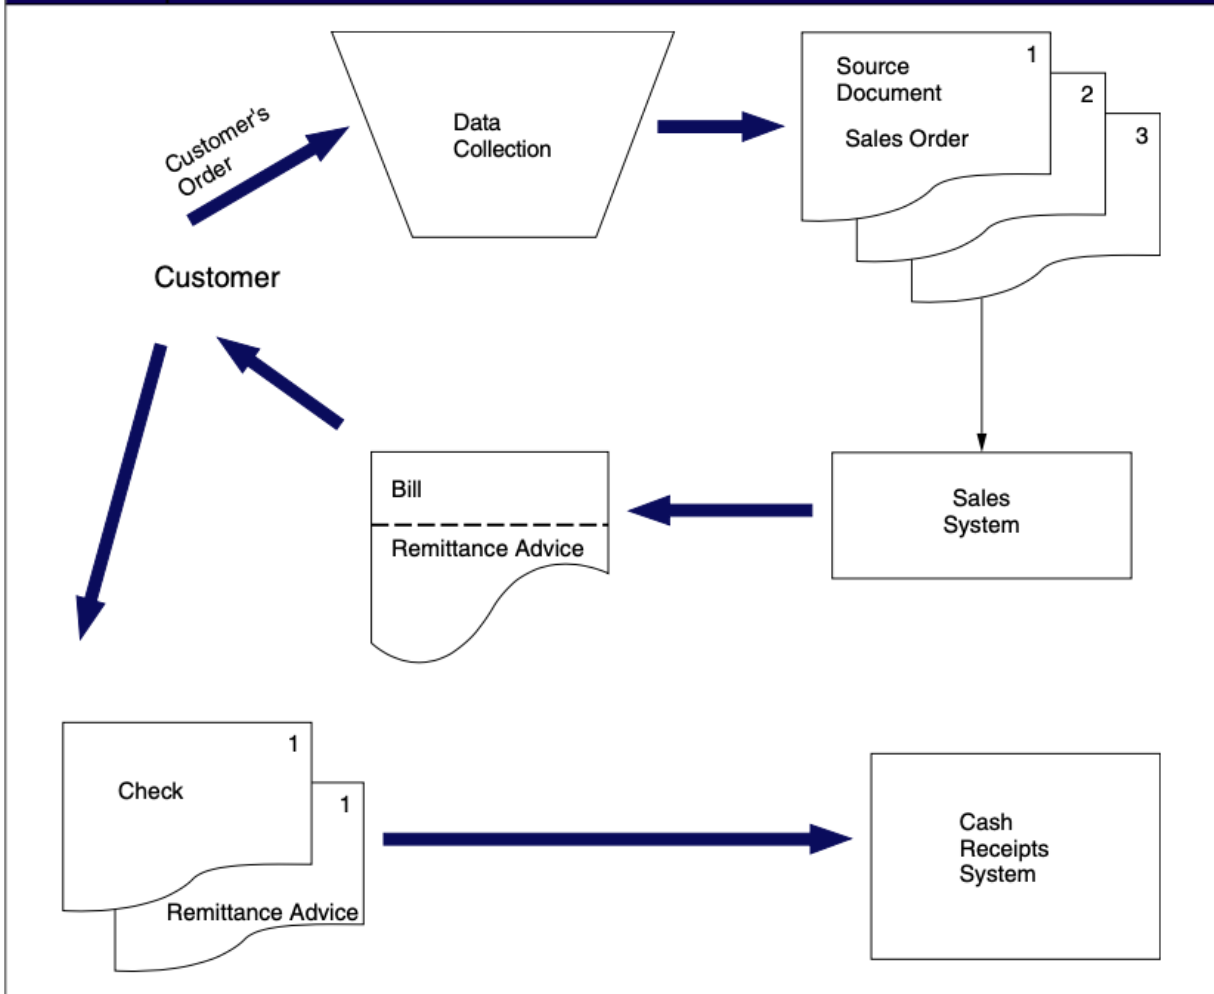 Customer's
Order
Data
Collection
1
Source
Document
Sales Order
2
3
Customer
Bill
Remittance Advice
Sales
System
1
Check
1
Remittance Advice
Cash
Receipts
System